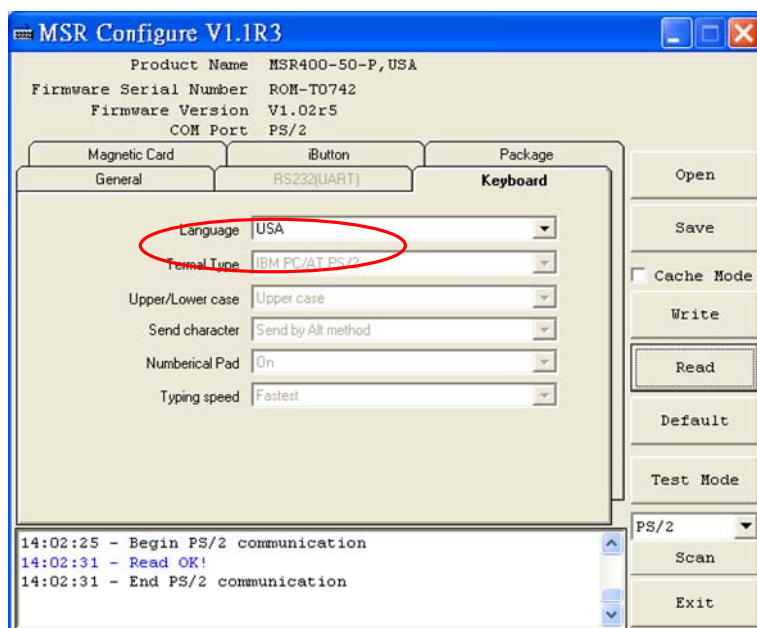 MSR Configure V1.1R3
Product Name MSR400-50-P,USA
Firmware Serial Number ROM-T0742
Firmware Version V1.02r5
COM Port PS/2
Magnetic Card iButton Package
General RS232(UART) Keyboard
Language USA
Termal Type IBM PC/AT PS/2
Upper/Lower case Upper case
Send character Send by Alt method
Numberical Pad On
Typing speed Fastest
Open
Save
Cache Mode
Write
Read
Default
Test Mode
PS/2
Scan
Exit
14:02:25 - Begin PS/2 communication
14:02:31 - Read OK!
14:02:31 - End PS/2 communication